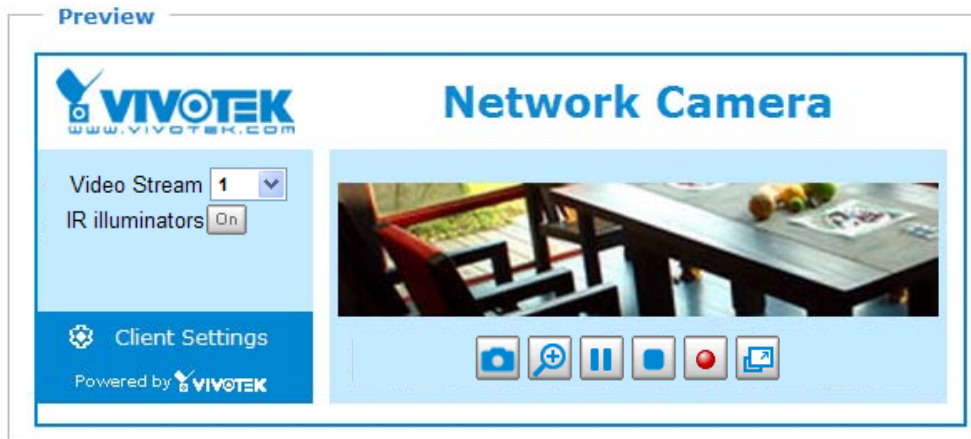 Preview
VIVOTEK
www.vivotek.com
Network Camera
Video Stream 1
IR illuminators On
Client Settings
Powered by VIVOTEK